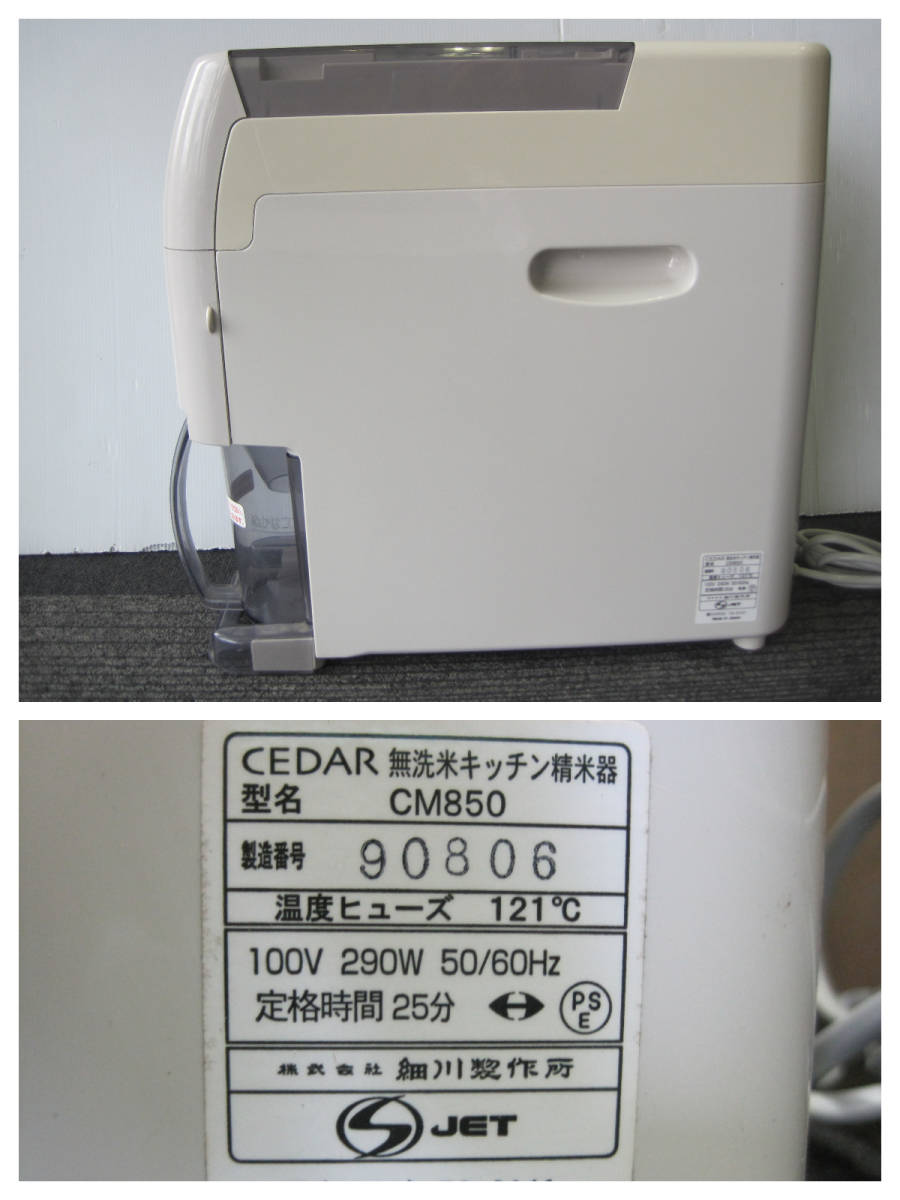 CEDAR 無洗米キッチン精米器
型名 CM850
製造番号 90806
温度ヒューズ 121℃
100V 290W 50/60Hz
定格時間 25分 PSE
株式会社 細川製作所
S JET